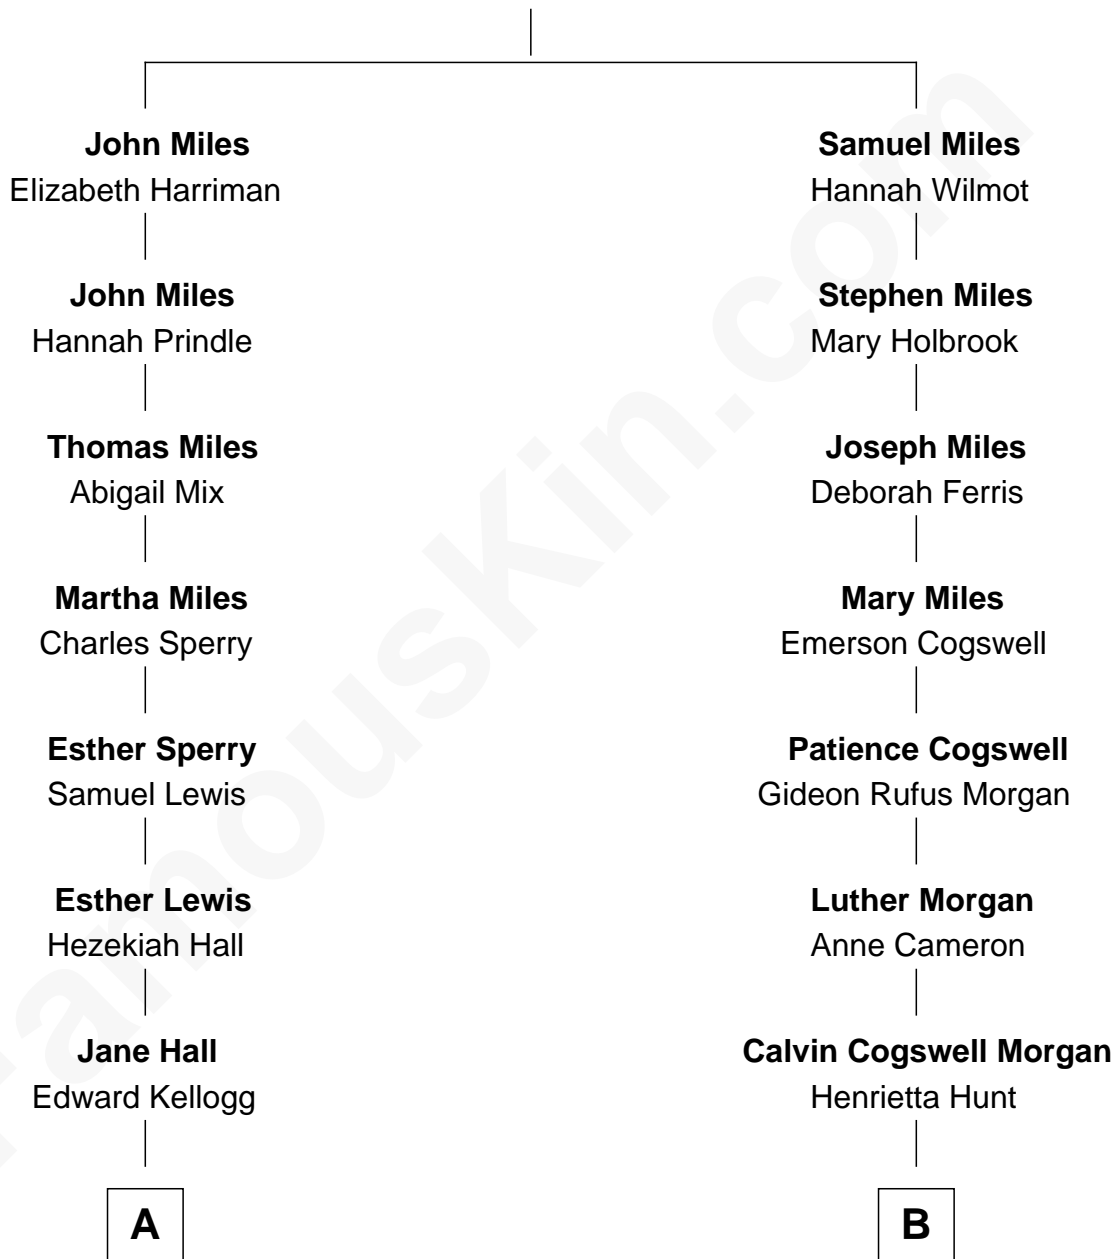 John Miles
Elizabeth Harriman
John Miles
Hannah Prindle
Thomas Miles
Abigail Mix
Martha Miles
Charles Sperry
Esther Sperry
Samuel Lewis
Esther Lewis
Hezekiah Hall
Jane Hall
Edward Kellogg
A
Samuel Miles
Hannah Wilmot
Stephen Miles
Mary Holbrook
Joseph Miles
Deborah Ferris
Mary Miles
Emerson Cogswell
Patience Cogswell
Gideon Rufus Morgan
Luther Morgan
Anne Cameron
Calvin Cogswell Morgan
Henrietta Hunt
B
FamousKin.com